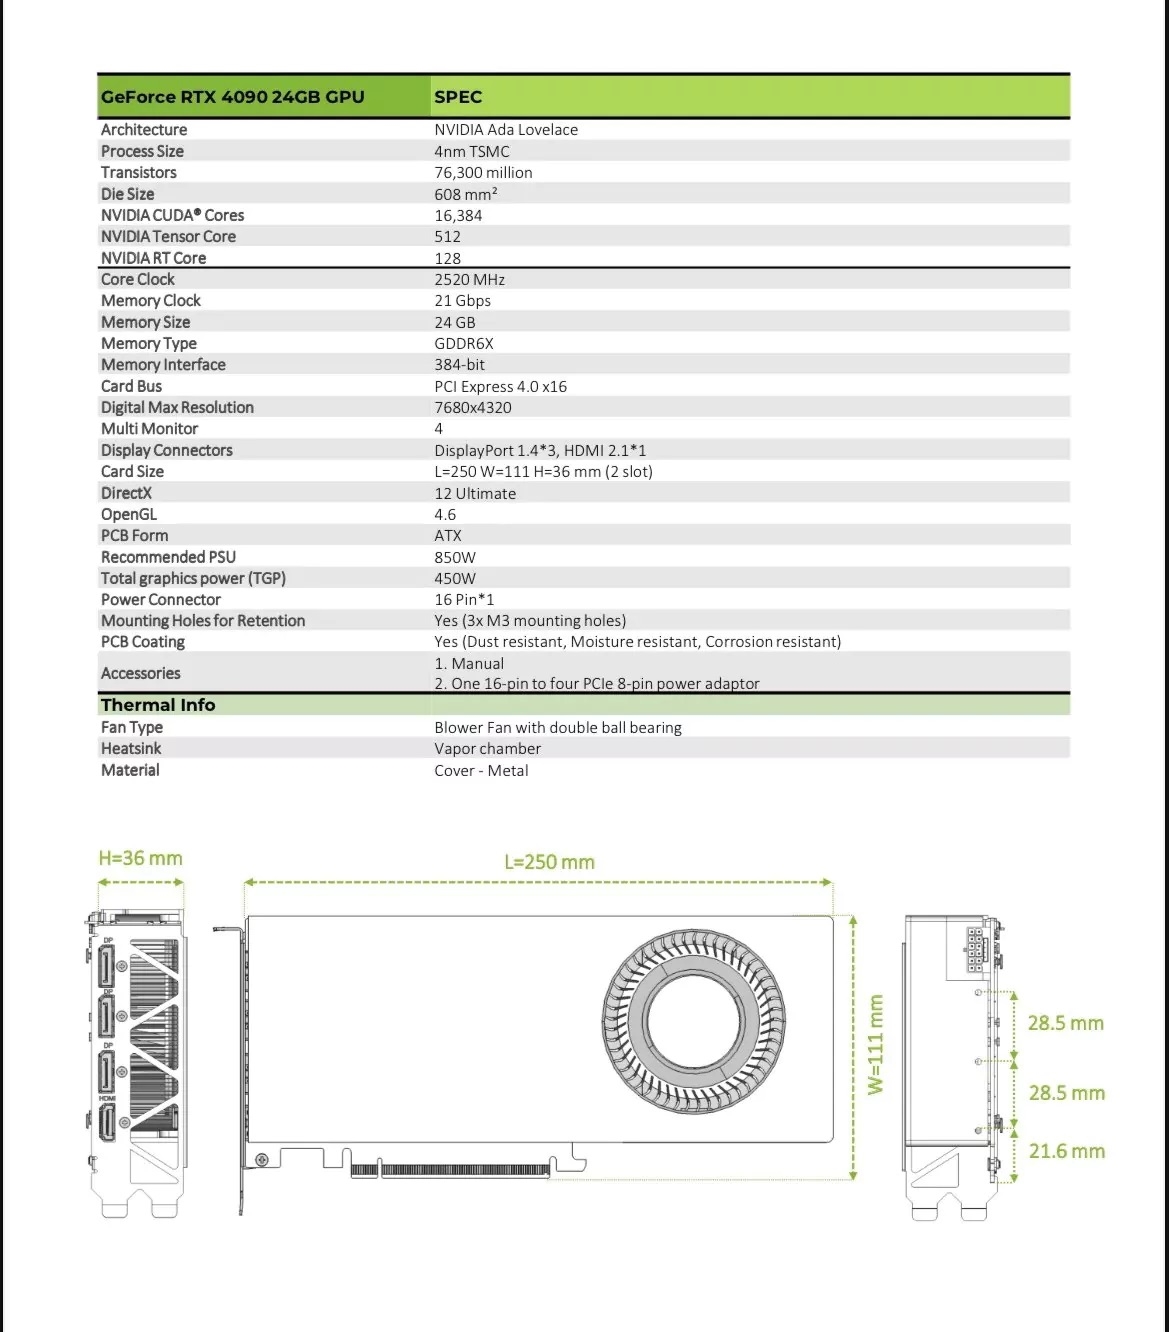 GeForce RTX 4090 24GB GPU SPEC
Architecture NVIDIA Ada Lovelace
Process Size 4nm TSMC
Transistors 76,300 million
Die Size 608 mm²
NVIDIA CUDA® Cores 16,384
NVIDIA Tensor Core 512
NVIDIA RT Core 128
Core Clock 2520 MHz
Memory Clock 21 Gbps
Memory Size 24 GB
Memory Type GDDR6X
Memory Interface 384-bit
Card Bus PCI Express 4.0 x16
Digital Max Resolution 7680x4320
Multi Monitor 4
Display Connectors DisplayPort 1.4*3, HDMI 2.1*1
Card Size L=250 W=111 H=36 mm (2 slot)
DirectX 12 Ultimate
OpenGL 4.6
PCB Form ATX
Recommended PSU 850W
Total graphics power (TGP) 450W
Power Connector 16 Pin*1
Mounting Holes for Retention Yes (3x M3 mounting holes)
PCB Coating Yes (Dust resistant, Moisture resistant, Corrosion resistant)
Accessories 1. Manual
2. One 16-pin to four PCIe 8-pin power adaptor
Thermal Info
Fan Type Blower Fan with double ball bearing
Heatsink Vapor chamber
Material Cover - Metal
H=36 mm
L=250 mm
DP
DP
DP
HDMI
W=111 mm
28.5 mm
28.5 mm
21.6 mm